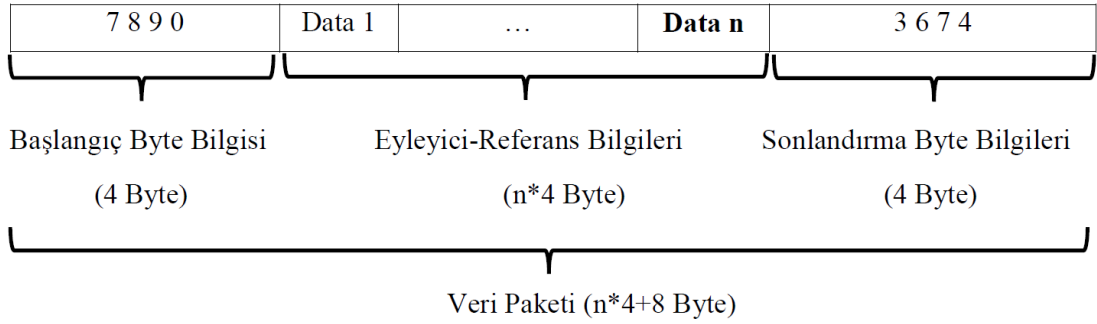 7 8 9 0 Data 1 … Data n 3 6 7 4
Başlangıç Byte Bilgisi Eyleyici-Referans Bilgileri Sonlandırma Byte Bilgileri
(4 Byte) (n*4 Byte) (4 Byte)
Veri Paketi (n*4+8 Byte)